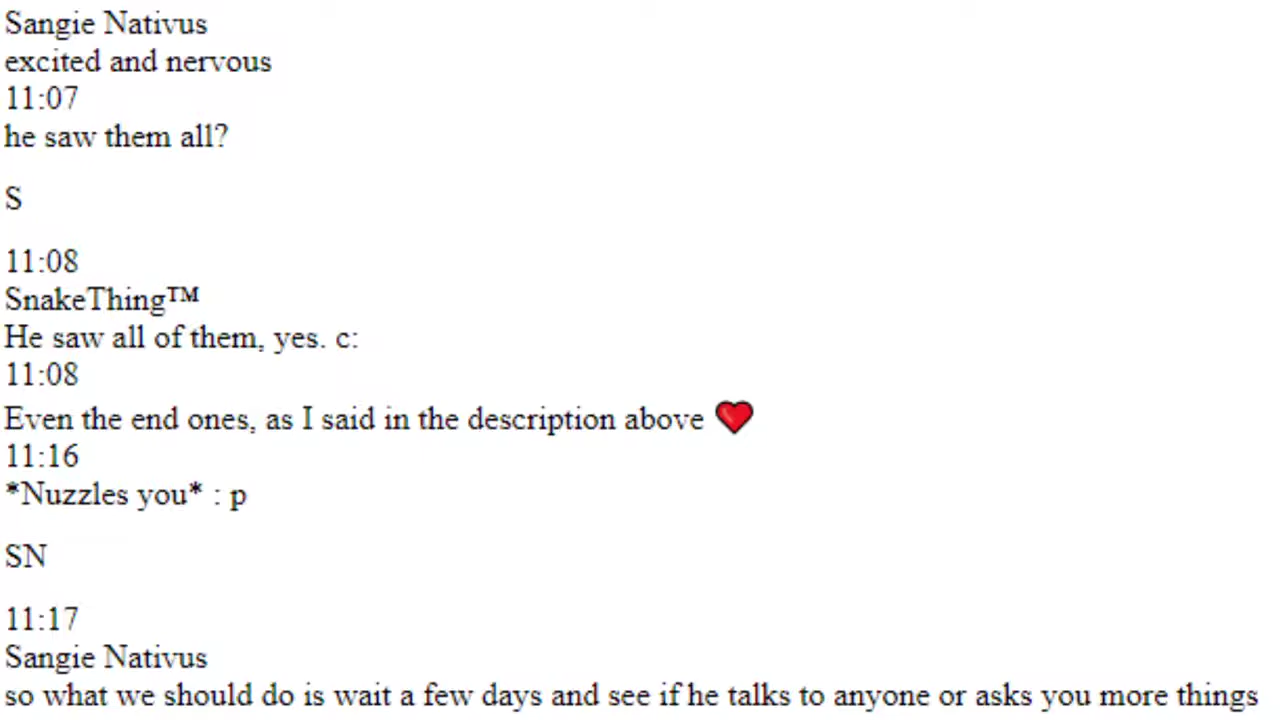 Sangie Nativus
excited and nervous
11:07
he saw them all?
S
11:08
SnakeThing™
He saw all of them, yes. c:
11:08
Even the end ones, as I said in the description above ❤️
11:16
*Nuzzles you* : p
SN
11:17
Sangie Nativus
so what we should do is wait a few days and see if he talks to anyone or asks you more things